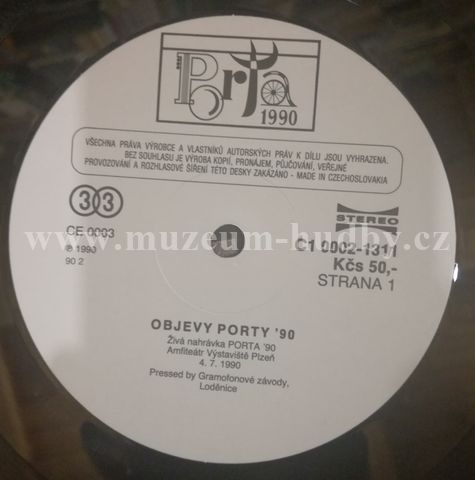 Porta
1990
VŠECHNA PRÁVA VÝROBCE A VLASTNÍKŮ AUTORSKÝCH PRÁV K DÍLU JSOU VYHRAZENA.
BEZ SOUHLASU JE VÝROBA KOPIÍ, PRONÁJEM, PŮJČOVÁNÍ, VEŘEJNÉ
PROVOZOVÁNÍ A ROZHLASOVÉ ŠÍŘENÍ TÉTO DESKY ZAKÁZÁNO - MADE IN CZECHOSLOVAKIA
33
STEREO
www.muzeum-hudby.cz
CE 0003
℗ 1990
90 2
C1 0002-1311
Kčs 50,-
STRANA 1
OBJEVY PORTY '90
Živá nahrávka PORTA '90
Amfiteátr Výstaviště Plzeň
4. 7. 1990
Pressed by Gramofonové závody,
Loděnice